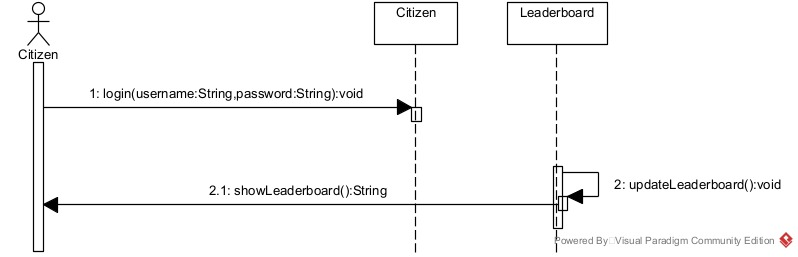 Citizen
Citizen
Leaderboard
1: login(username:String,password:String):void
2: updateLeaderboard():void
2.1: showLeaderboard():String
Powered By Visual Paradigm Community Edition